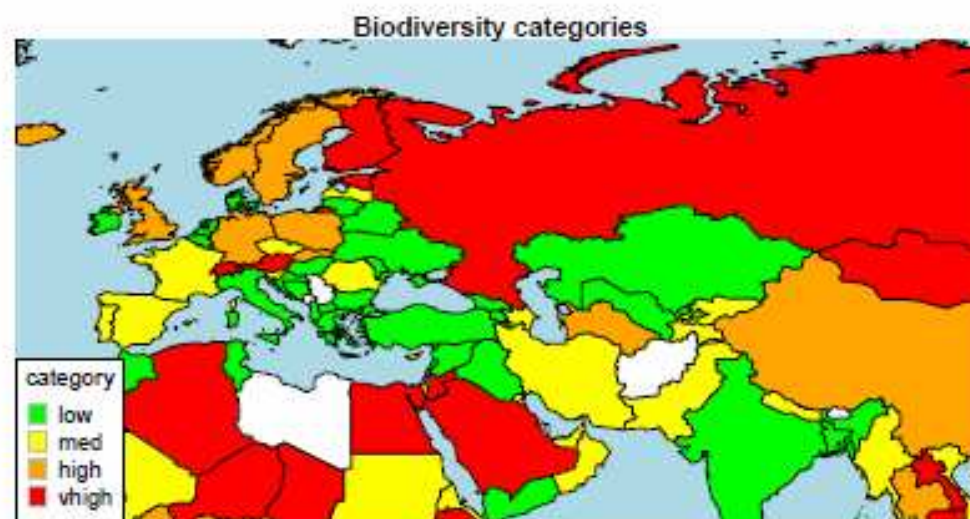 Biodiversity categories
category
low
med
high
vhigh